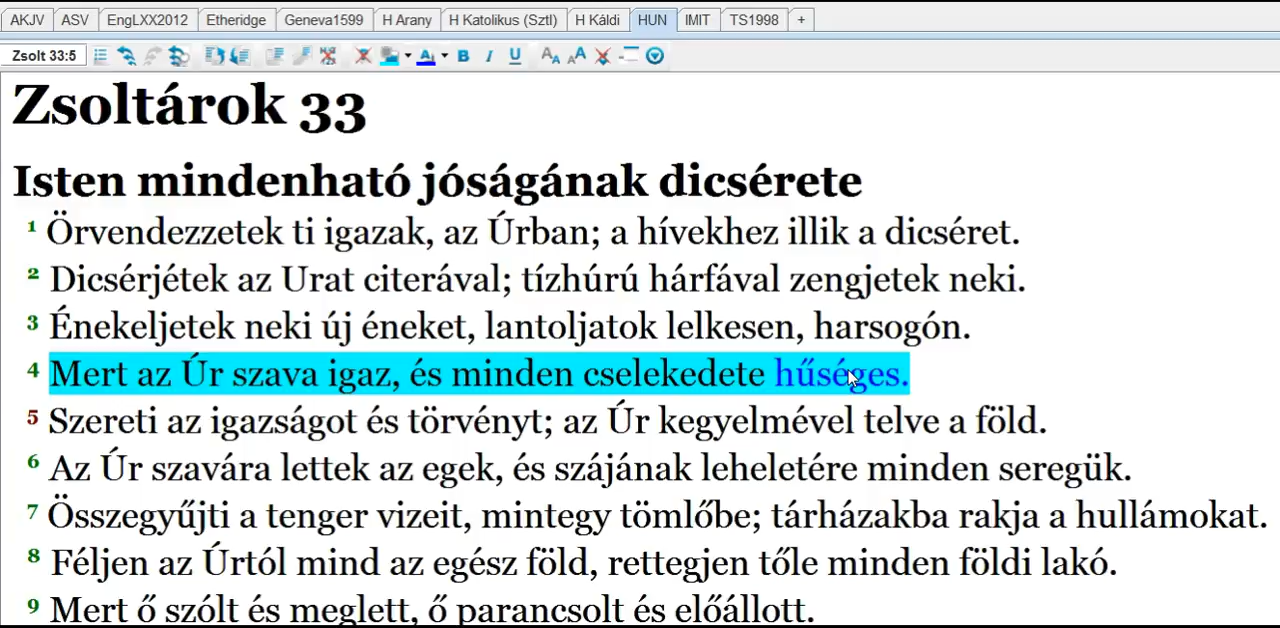 AKJV ASV EngLXX2012 Etheridge Geneva1599 H Arany H Katolikus (Sztl) H Káldi HUN IMIT TS1998 +
Zsolt 33:5
Zsoltárok 33
Isten mindenható jóságának dicsérete
1 Örvendezzetek ti igazak, az Úrban; a hívekhez illik a dicséret.
2 Dicsérjétek az Urat citerával; tízhúrú hárfával zengjetek neki.
3 Énekeljetek neki új éneket, lantoljatok lelkesen, harsogón.
4 Mert az Úr szava igaz, és minden cselekedete hűséges.
5 Szereti az igazságot és törvényt; az Úr kegyelmével telve a föld.
6 Az Úr szavára lettek az egek, és szájának leheletére minden seregük.
7 Összegyűjti a tenger vizeit, mintegy tömlőbe; tárházakba rakja a hullámokat.
8 Féljen az Úrtól mind az egész föld, rettegjen tőle minden földi lakó.
9 Mert ő szólt és meglett, ő parancsolt és előállott.